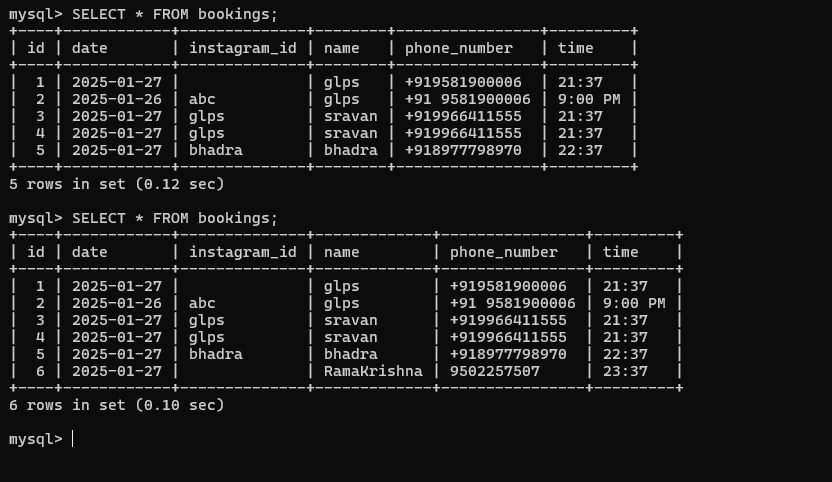 mysql> SELECT * FROM bookings;
+----+------------+--------------+--------+----------------+---------+
| id | date       | instagram_id | name   | phone_number   | time    |
+----+------------+--------------+--------+----------------+---------+
|  1 | 2025-01-27 |              | glps   | +919581900006  | 21:37   |
|  2 | 2025-01-26 | abc          | glps   | +91 9581900006 | 9:00 PM |
|  3 | 2025-01-27 | glps         | sravan | +919966411555  | 21:37   |
|  4 | 2025-01-27 | glps         | sravan | +919966411555  | 21:37   |
|  5 | 2025-01-27 | bhadra       | bhadra | +918977798970  | 22:37   |
+----+------------+--------------+--------+----------------+---------+
5 rows in set (0.12 sec)

mysql> SELECT * FROM bookings;
+----+------------+--------------+-------------+----------------+---------+
| id | date       | instagram_id | name        | phone_number   | time    |
+----+------------+--------------+-------------+----------------+---------+
|  1 | 2025-01-27 |              | glps        | +919581900006  | 21:37   |
|  2 | 2025-01-26 | abc          | glps        | +91 9581900006 | 9:00 PM |
|  3 | 2025-01-27 | glps         | sravan      | +919966411555  | 21:37   |
|  4 | 2025-01-27 | glps         | sravan      | +919966411555  | 21:37   |
|  5 | 2025-01-27 | bhadra       | bhadra      | +918977798970  | 22:37   |
|  6 | 2025-01-27 |              | RamaKrishna | 9502257507     | 23:37   |
+----+------------+--------------+-------------+----------------+---------+
6 rows in set (0.10 sec)

mysql>